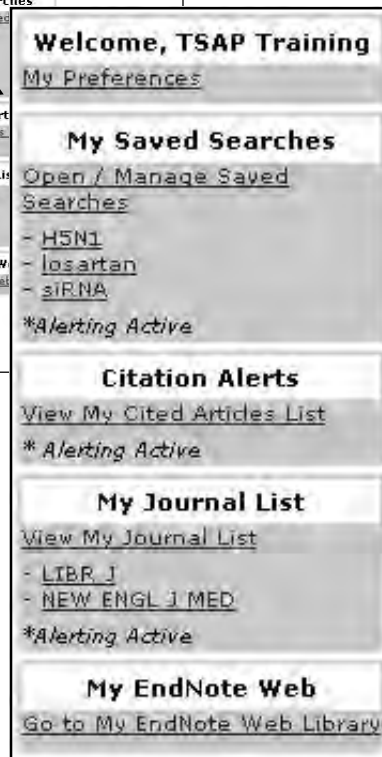 Welcome, TSAP Training
My Preferences
My Saved Searches
Open / Manage Saved
Searches
- H5N1
- losartan
- siRNA
*Alerting Active
Citation Alerts
View My Cited Articles List
* Alerting Active
My Journal List
View My Journal List
- LIBR J
- NEW ENGL J MED
*Alerting Active
My EndNote Web
Go to My EndNote Web Library